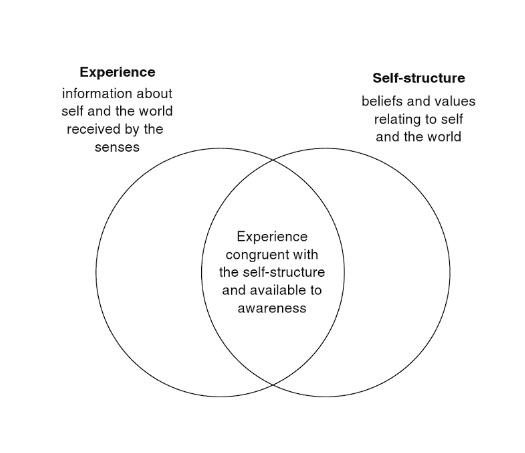 Experience
information about
self and the world
received by the
senses
Self-structure
beliefs and values
relating to self
and the world
Experience
congruent with
the self-structure
and available to
awareness